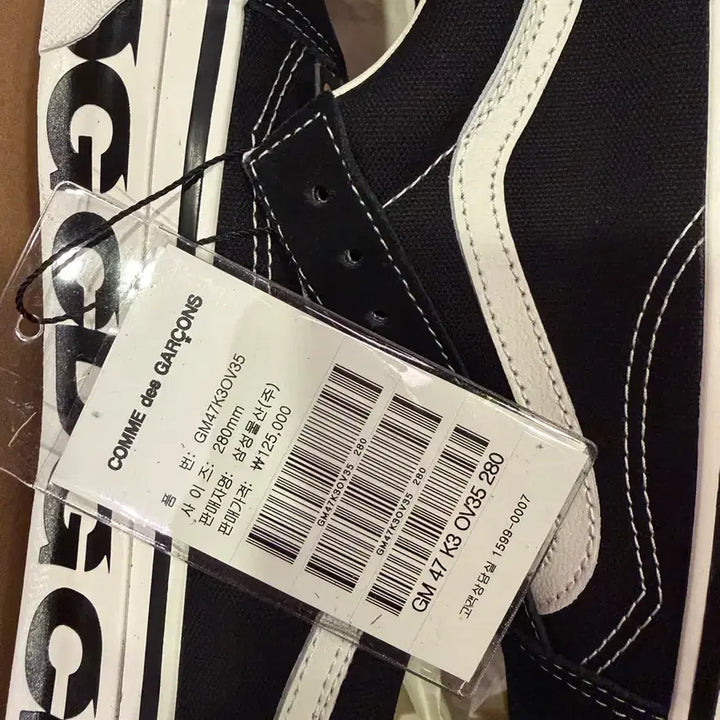 COMME des GARÇONS
품 번: GM47K3OV35
사 이 즈: 280mm
판매자명: 삼성물산(주)
판매가격: ₩125,000
GM47K3OV35 280
GM47K3OV35 280
GM 47 K3 OV35 280
고객상담실 1599-0007
CDG
CDG